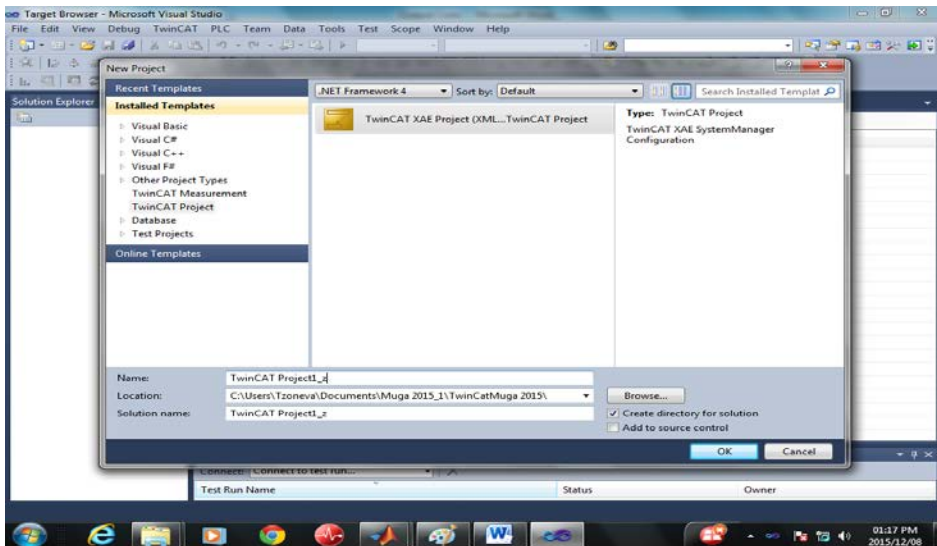 Target Browser - Microsoft Visual Studio
File Edit View Debug TwinCAT PLC Team Data Tools Test Scope Window Help
New Project
Solution Explorer
Recent Templates
.NET Framework 4
Sort by: Default
Search Installed Templat
Installed Templates
Visual Basic
Visual C#
Visual C++
Visual F#
Other Project Types
TwinCAT Measurement
TwinCAT Project
Database
Test Projects
Online Templates
TwinCAT XAE Project (XML...TwinCAT Project
Type: TwinCAT Project
TwinCAT XAE SystemManager
Configuration
Name: TwinCAT Project1_z
Location: C:\Users\Tzoneva\Documents\Muga 2015_1\TwinCatMuga 2015\ Browse...
Solution name: TwinCAT Project1_z
Create directory for solution
Add to source control
OK Cancel
Connect: Connect to test run...
Test Run Name Status Owner
01:17 PM
2015/12/08